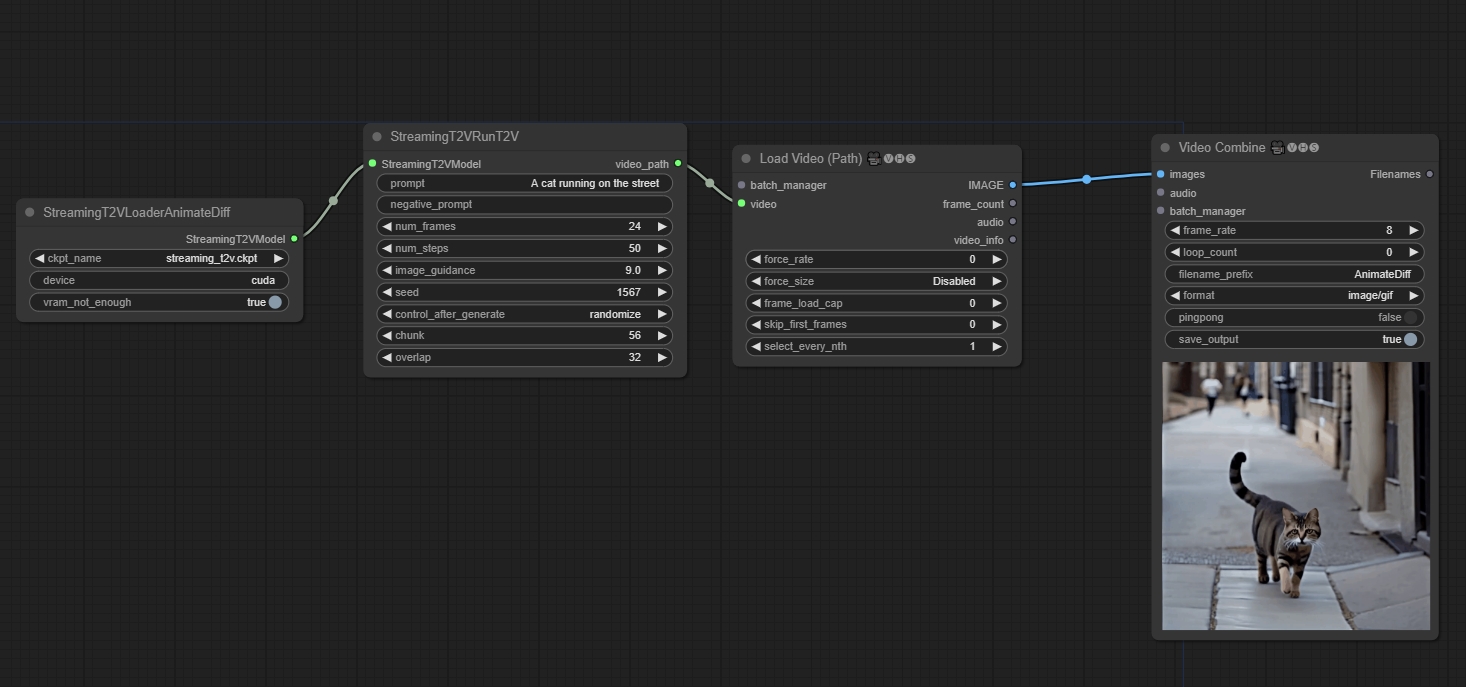 StreamingT2VLoaderAnimateDiff
StreamingT2VModel
ckpt_name streaming_t2v.ckpt
device cuda
vram_not_enough true
StreamingT2VRunT2V
StreamingT2VModel video_path
prompt A cat running on the street
negative_prompt
num_frames 24
num_steps 50
image_guidance 9.0
seed 1567
control_after_generate randomize
chunk 56
overlap 32
Load Video (Path) 🎥🅥🅗🅢
batch_manager IMAGE
video frame_count
audio
video_info
force_rate 0
force_size Disabled
frame_load_cap 0
skip_first_frames 0
select_every_nth 1
Video Combine 🎥🅥🅗🅢
images Filenames
audio
batch_manager
frame_rate 8
loop_count 0
filename_prefix AnimateDiff
format image/gif
pingpong false
save_output true